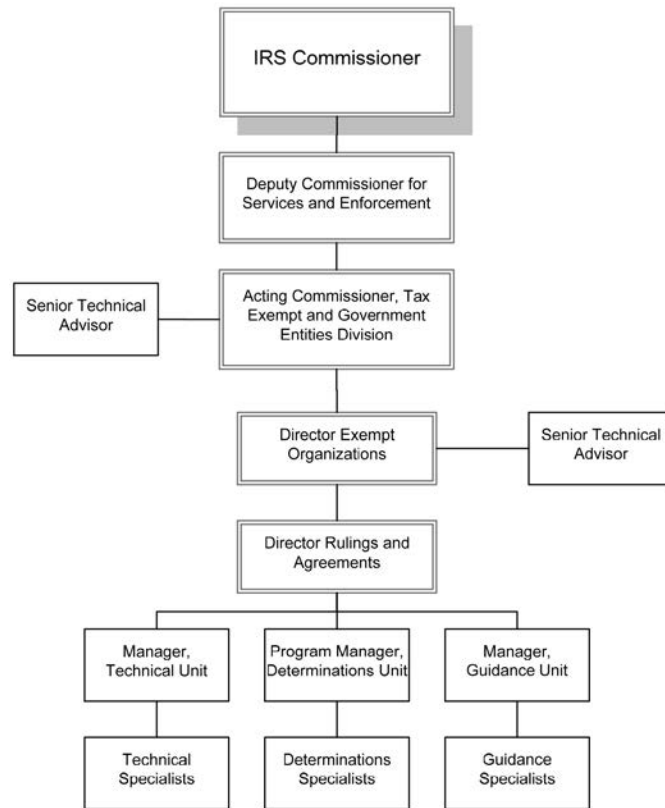 IRS Commissioner
Deputy Commissioner for
Services and Enforcement
Senior Technical
Advisor
Acting Commissioner, Tax
Exempt and Government
Entities Division
Director Exempt
Organizations
Senior Technical
Advisor
Director Rulings and
Agreements
Manager,
Technical Unit
Program Manager,
Determinations Unit
Manager,
Guidance Unit
Technical
Specialists
Determinations
Specialists
Guidance
Specialists